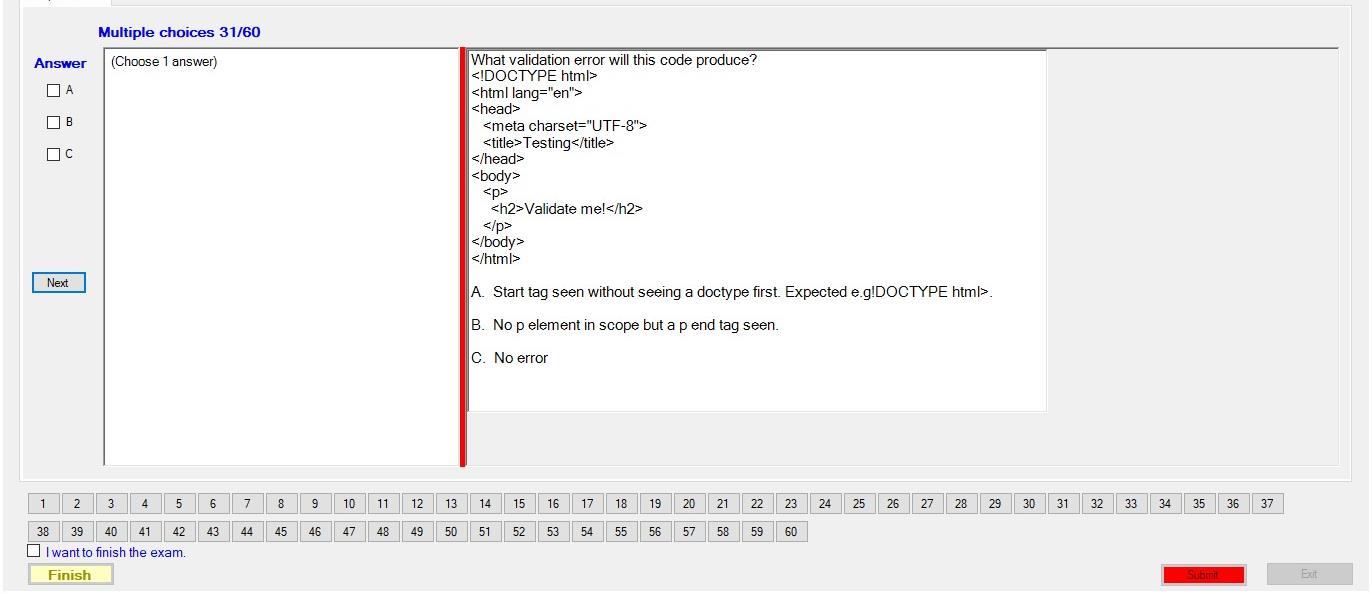 Multiple choices 31/60
Answer
(Choose 1 answer)
A
B
C
Next
What validation error will this code produce?
<!DOCTYPE html>
<html lang="en">
<head>
<meta charset="UTF-8">
<title>Testing</title>
</head>
<body>
<p>
<h2>Validate me!</h2>
</p>
</body>
</html>
A. Start tag seen without seeing a doctype first. Expected e.g!DOCTYPE html>.
B. No p element in scope but a p end tag seen.
C. No error
1 2 3 4 5 6 7 8 9 10 11 12 13 14 15 16 17 18 19 20 21 22 23 24 25 26 27 28 29 30 31 32 33 34 35 36 37
38 39 40 41 42 43 44 45 46 47 48 49 50 51 52 53 54 55 56 57 58 59 60
I want to finish the exam.
Finish
Submit
Exit